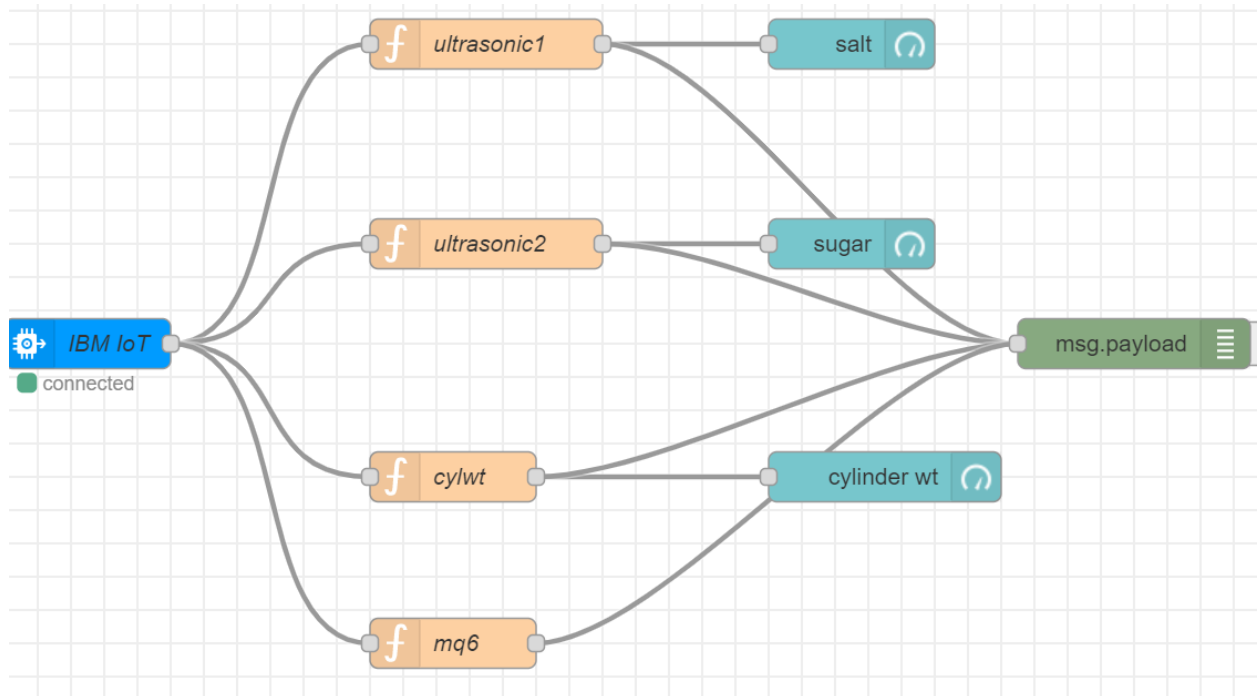 ultrasonic1
salt
ultrasonic2
sugar
IBM IoT
msg.payload
connected
cylwt
cylinder wt
mq6